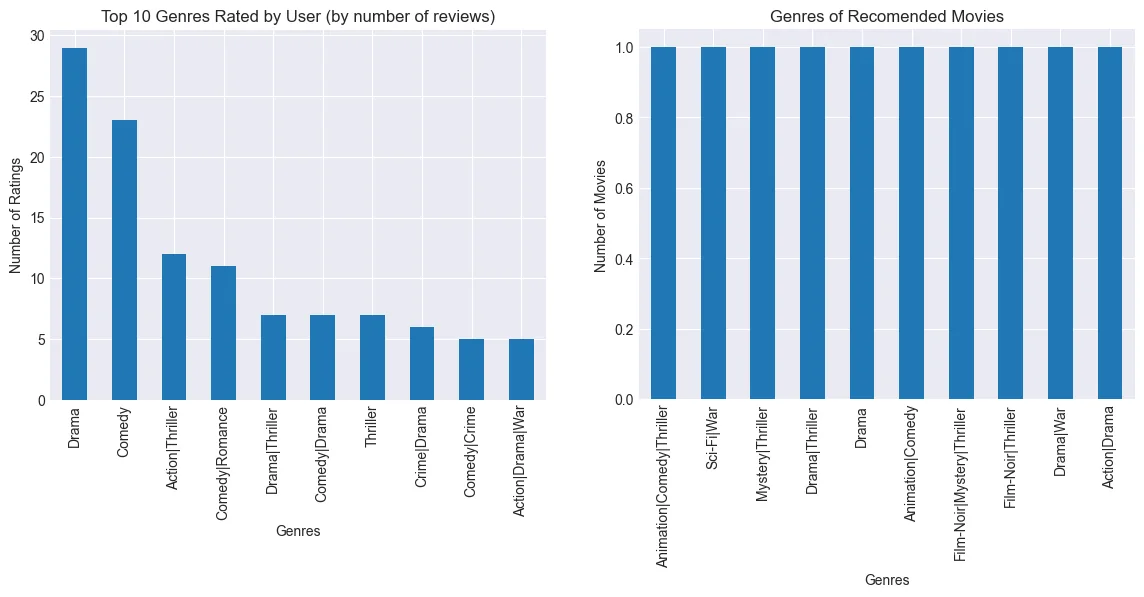 Top 10 Genres Rated by User (by number of reviews)
30
25
20
15
10
5
0
Number of Ratings
Drama
Comedy
Action|Thriller
Comedy|Romance
Drama|Thriller
Comedy|Drama
Thriller
Crime|Drama
Comedy|Crime
Action|Drama|War
Genres
Genres of Recomended Movies
1.0
0.8
0.6
0.4
0.2
0.0
Number of Movies
Animation|Comedy|Thriller
Sci-Fi|War
Mystery|Thriller
Drama|Thriller
Drama
Animation|Comedy
Film-Noir|Mystery|Thriller
Film-Noir|Thriller
Drama|War
Action|Drama
Genres